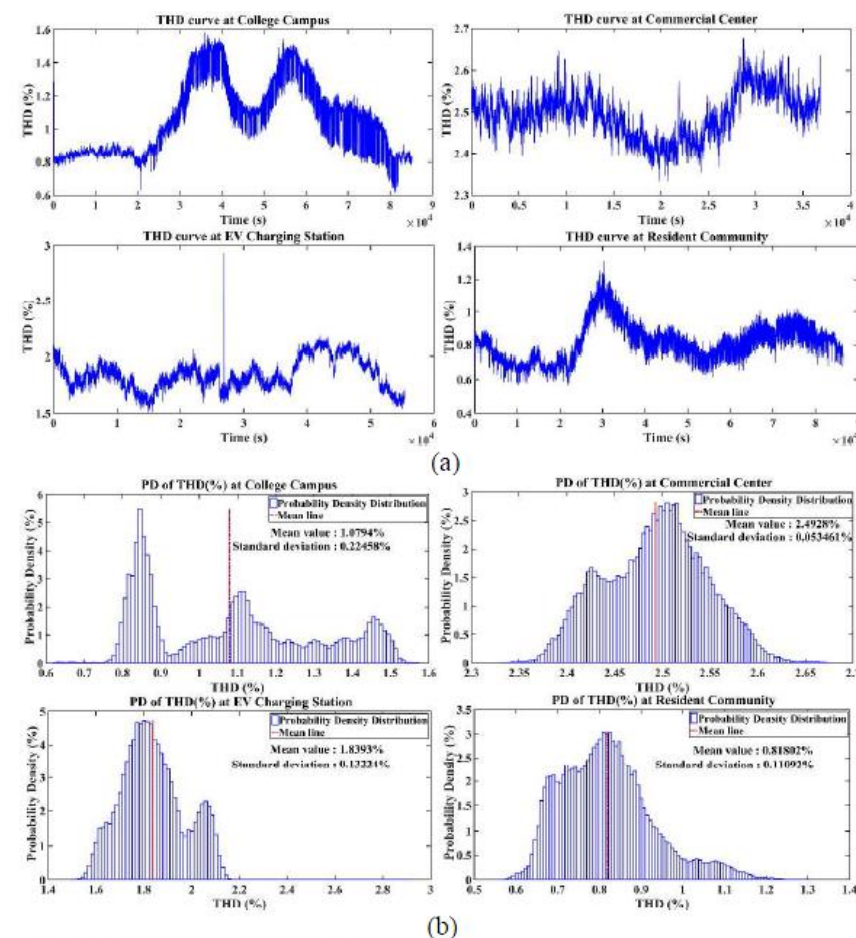 THD curve at College Campus
THD (%)
1.6
1.4
1.2
1
0.8
0.6
0 1 2 3 4 5 6 7 8 9
Time (s)
×10⁴
THD curve at Commercial Center
THD (%)
2.7
2.6
2.5
2.4
2.3
0 0.5 1 1.5 2 2.5 3 3.5 4
Time (s)
×10⁴
THD curve at EV Charging Station
THD (%)
3
2.5
2
1.5
0 1 2 3 4 5 6
Time (s)
×10⁴
THD curve at Resident Community
THD (%)
1.4
1.2
1.0
0.8
0.6
0.4
0 1 2 3 4 5 6 7 8
Time (s)
×10⁴
(a)
PD of THD(%) at College Campus
Probability Density (%)
6
5
4
3
2
1
0
Probability Density Distribution
Mean line
Mean value : 1.0794%
Standard deviation : 0.22458%
0.6 0.7 0.8 0.9 1 1.1 1.2 1.3 1.4 1.5 1.6
THD (%)
PD of THD(%) at Commercial Center
Probability Density (%)
3
2.5
2
1.5
1
0.5
0
Probability Density Distribution
Mean line
Mean value : 2.4928%
Standard deviation : 0.053461%
2.3 2.35 2.4 2.45 2.5 2.55 2.6 2.65
THD (%)
PD of THD(%) at EV Charging Station
Probability Density (%)
5
4
3
2
1
0
Probability Density Distribution
Mean line
Mean value : 1.8393%
Standard deviation : 0.13221%
1.4 1.6 1.8 2 2.2 2.4 2.6 2.8 3
THD (%)
PD of THD(%) at Resident Community
Probability Density (%)
3.5
3.0
2.5
2
1.5
1
0.5
0
Probability Density Distribution
Mean line
Mean value : 0.81802%
Standard deviation : 0.11092%
0.5 0.6 0.7 0.8 0.9 1 1.1 1.2 1.3 1.4
THD (%)
(b)